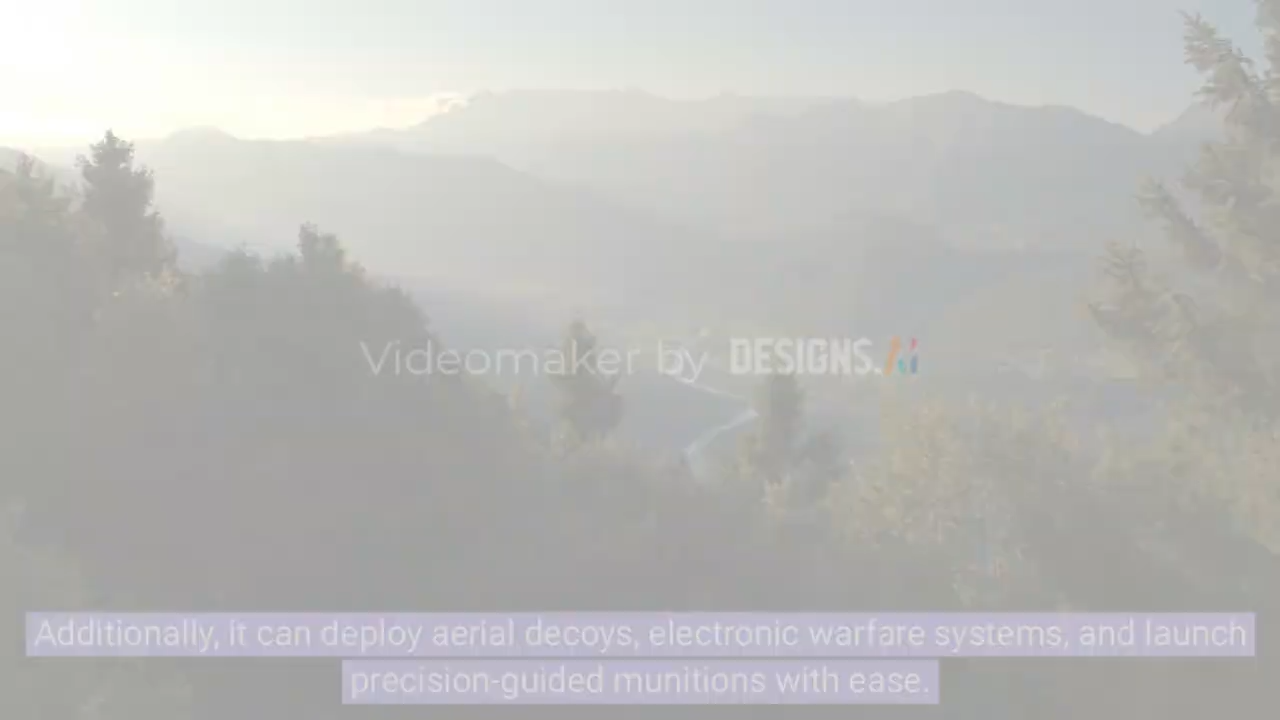 Videomaker by DESIGNS.AI
Additionally, it can deploy aerial decoys, electronic warfare systems, and launch
precision-guided munitions with ease.